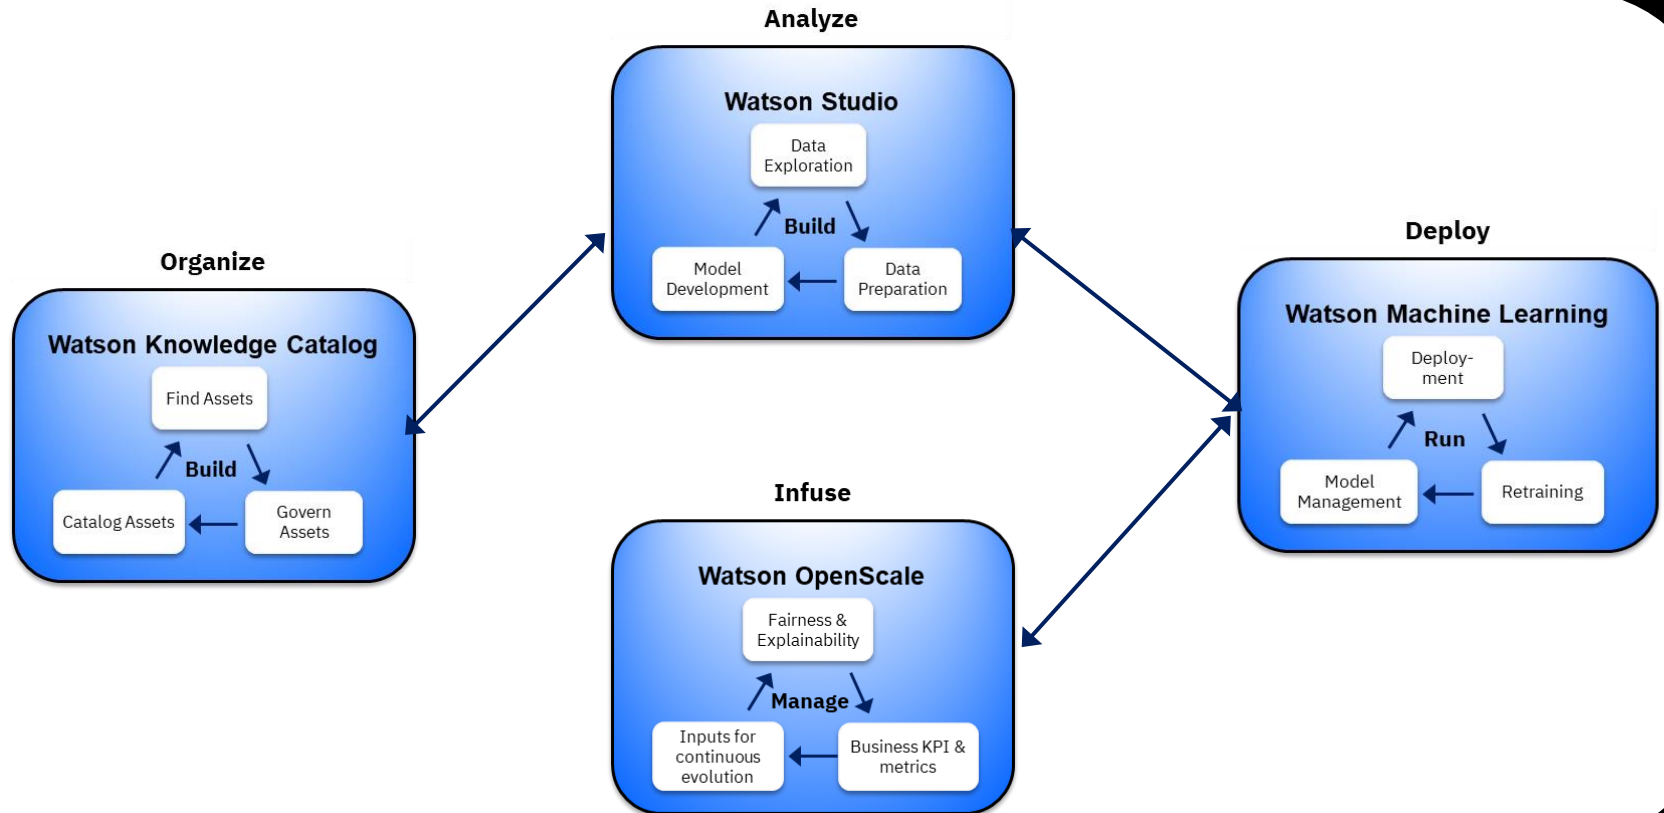 Analyze
Watson Studio
Data
Exploration
Build
Model
Development
Data
Preparation
Organize
Watson Knowledge Catalog
Find Assets
Build
Catalog Assets
Govern
Assets
Deploy
Watson Machine Learning
Deploy-
ment
Run
Model
Management
Retraining
Infuse
Watson OpenScale
Fairness &
Explainability
Manage
Inputs for
continuous
evolution
Business KPI &
metrics